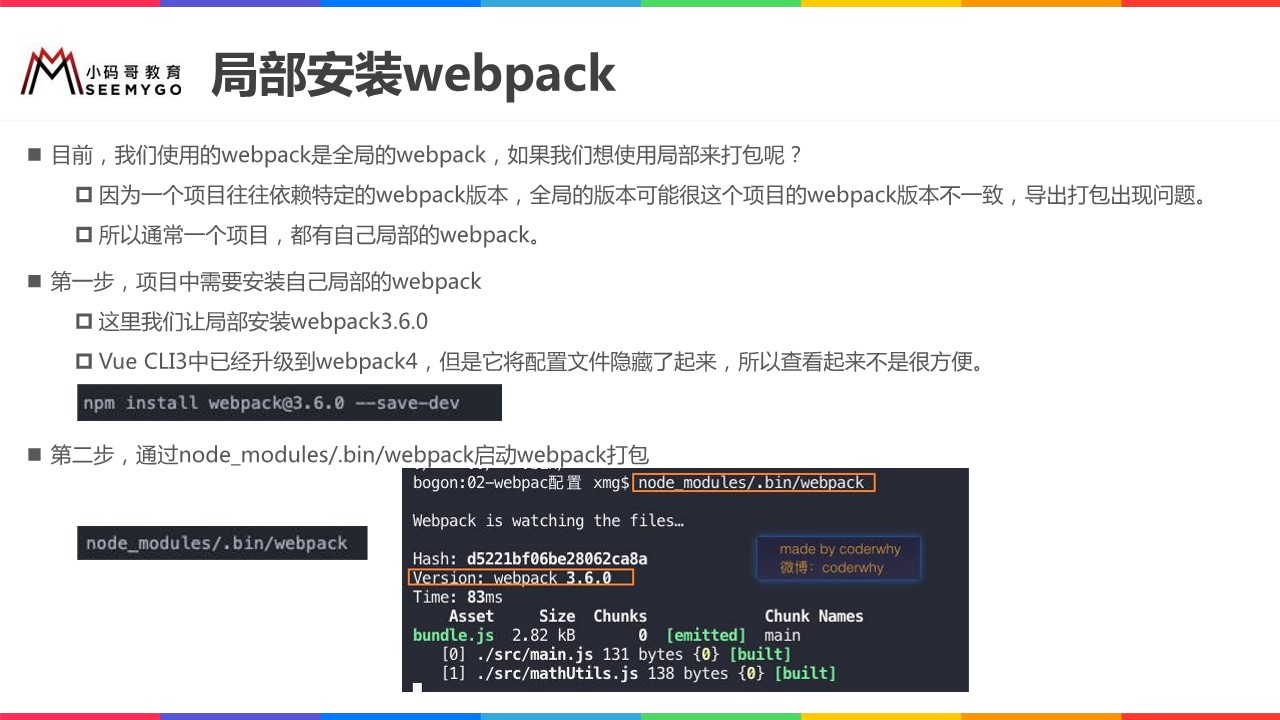 小码哥教育
SEEMYGO
局部安装webpack
目前，我们使用的webpack是全局的webpack，如果我们想使用局部来打包呢？
因为一个项目往往依赖特定的webpack版本，全局的版本可能很这个项目的webpack版本不一致，导出打包出现问题。
所以通常一个项目，都有自己局部的webpack。
第一步，项目中需要安装自己局部的webpack
这里我们让局部安装webpack3.6.0
Vue CLI3中已经升级到webpack4，但是它将配置文件隐藏了起来，所以查看起来不是很方便。
npm install webpack@3.6.0 --save-dev
第二步，通过node_modules/.bin/webpack启动webpack打包
node_modules/.bin/webpack
bogon:02-webpac配置 xmg$ node_modules/.bin/webpack
Webpack is watching the files…
Hash: d5221bf06be28062ca8a
Version: webpack 3.6.0
Time: 83ms
Asset Size Chunks Chunk Names
bundle.js 2.82 kB 0 [emitted] main
[0] ./src/main.js 131 bytes {0} [built]
[1] ./src/mathUtils.js 138 bytes {0} [built]
made by coderwhy
微博：coderwhy